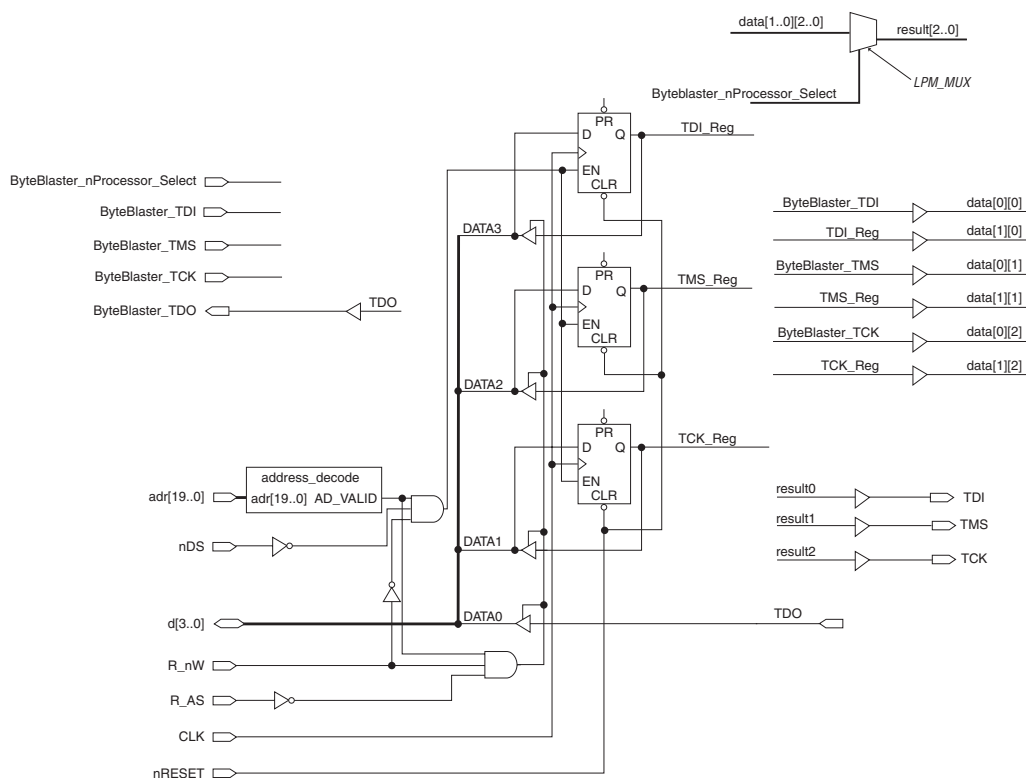 data[1..0][2..0]
result[2..0]
LPM_MUX
Byteblaster_nProcessor_Select
PR
D
Q
TDI_Reg
EN
CLR
ByteBlaster_nProcessor_Select
ByteBlaster_TDI
ByteBlaster_TMS
ByteBlaster_TCK
ByteBlaster_TDO
TDO
DATA3
PR
D
Q
TMS_Reg
EN
CLR
DATA2
ByteBlaster_TDI
data[0][0]
TDI_Reg
data[1][0]
ByteBlaster_TMS
data[0][1]
TMS_Reg
data[1][1]
ByteBlaster_TCK
data[0][2]
TCK_Reg
data[1][2]
PR
D
Q
TCK_Reg
EN
CLR
address_decode
adr[19..0]
adr[19..0] AD_VALID
nDS
DATA1
result0
TDI
result1
TMS
result2
TCK
d[3..0]
DATA0
TDO
R_nW
R_AS
CLK
nRESET